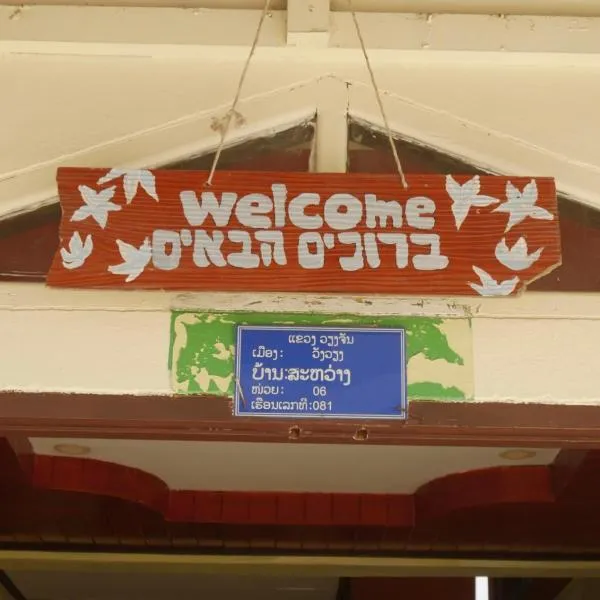 welcome
ברוכים הבאים
ແຂວງ ວຽງຈັນ
ເມືອງ: ວັງວຽງ
ບ້ານ:ສະຫວ່າງ
ໜ່ວຍ: 06
ເຮືອນເລກທີ:081